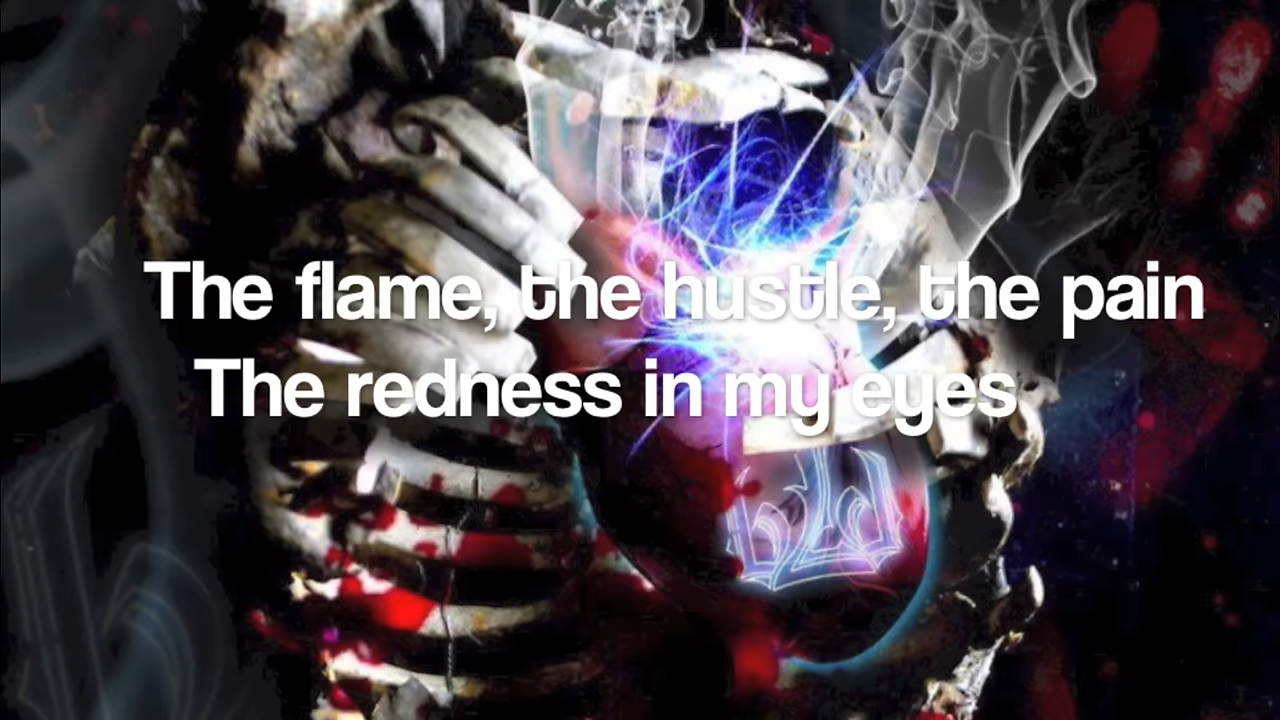 The flame, the hustle, the pain
The redness in my eyes